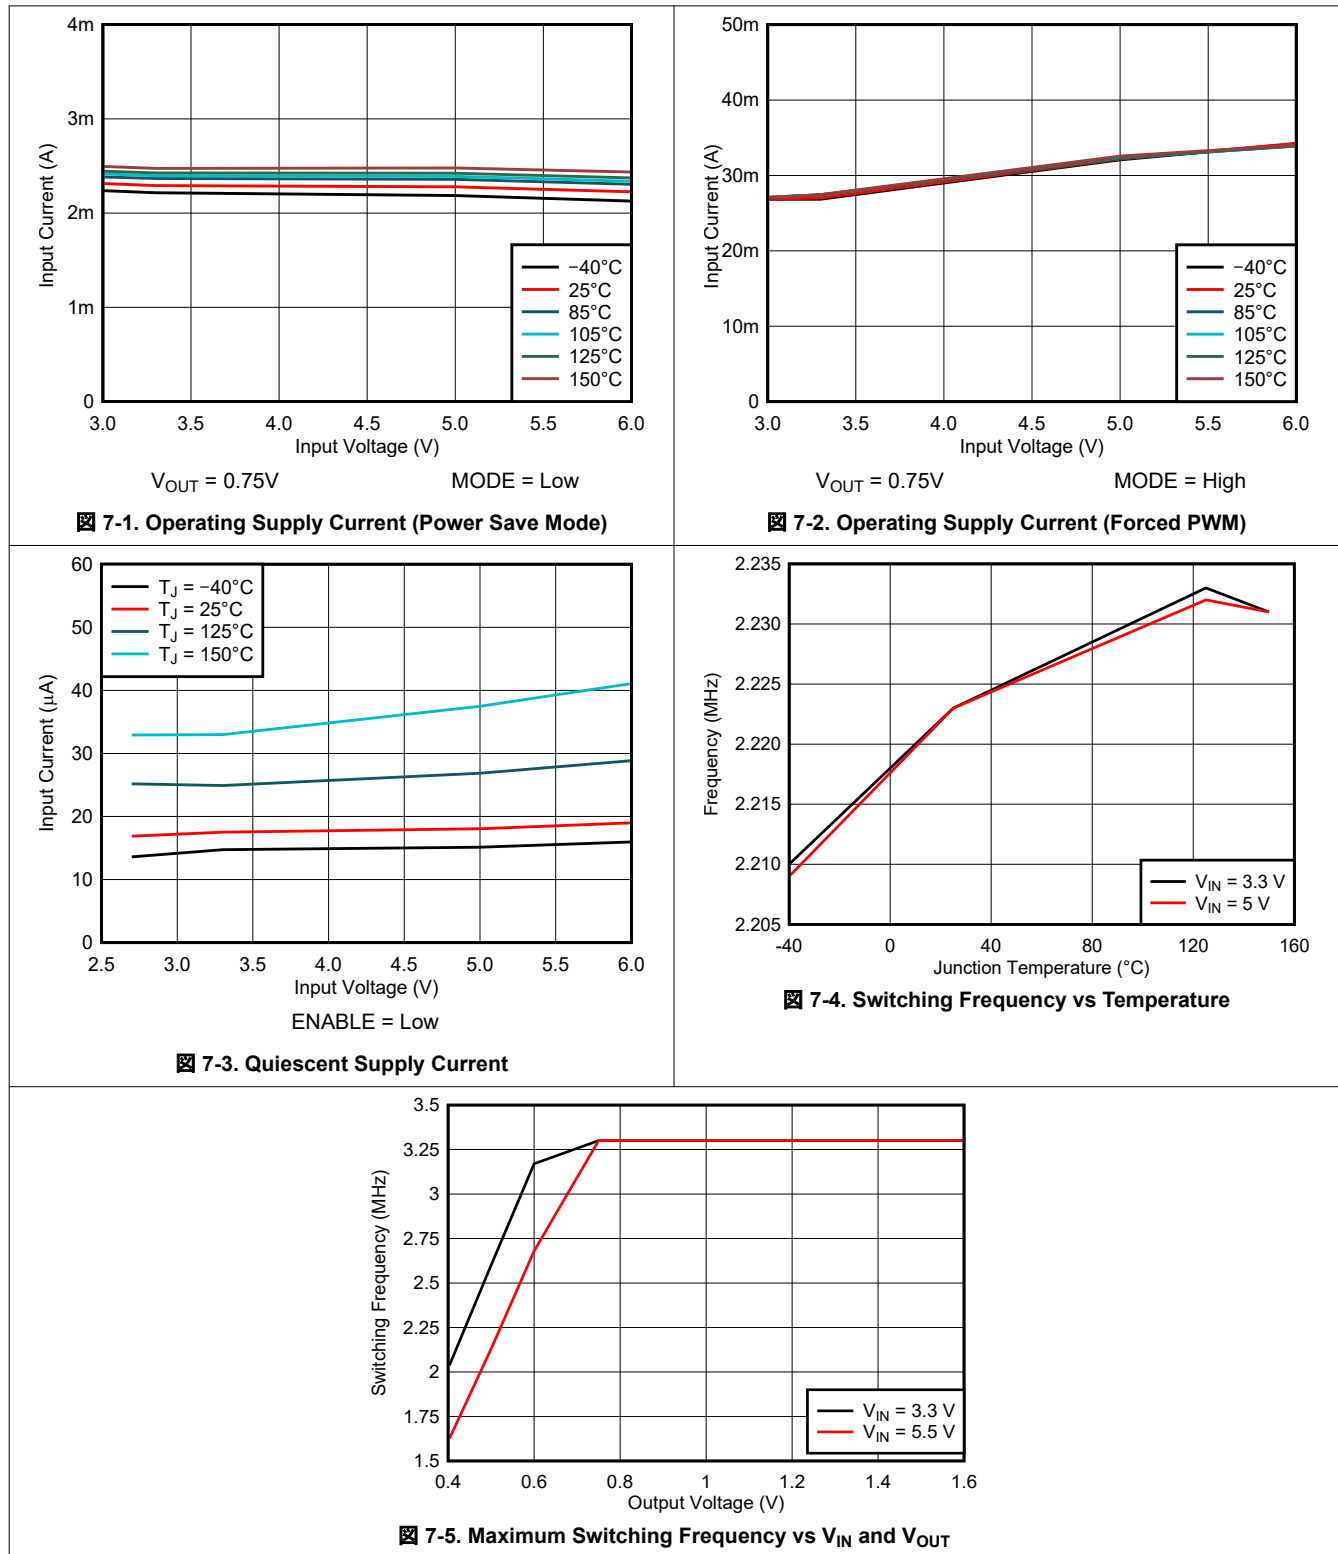 4m
3m
2m
1m
0
Input Current (A)
3.0 3.5 4.0 4.5 5.0 5.5 6.0
Input Voltage (V)
−40°C
25°C
85°C
105°C
125°C
150°C
VOUT = 0.75V MODE = Low
図 7-1. Operating Supply Current (Power Save Mode)
50m
40m
30m
20m
10m
0
Input Current (A)
3.0 3.5 4.0 4.5 5.0 5.5 6.0
Input Voltage (V)
−40°C
25°C
85°C
105°C
125°C
150°C
VOUT = 0.75V MODE = High
図 7-2. Operating Supply Current (Forced PWM)
60
50
40
30
20
10
0
Input Current (μA)
2.5 3.0 3.5 4.0 4.5 5.0 5.5 6.0
Input Voltage (V)
TJ = −40°C
TJ = 25°C
TJ = 125°C
TJ = 150°C
ENABLE = Low
図 7-3. Quiescent Supply Current
2.235
2.230
2.225
2.220
2.215
2.210
2.205
Frequency (MHz)
-40 0 40 80 120 160
Junction Temperature (°C)
VIN = 3.3 V
VIN = 5 V
図 7-4. Switching Frequency vs Temperature
3.5
3.25
3
2.75
2.5
2.25
2
1.75
1.5
Switching Frequency (MHz)
0.4 0.6 0.8 1 1.2 1.4 1.6
Output Voltage (V)
VIN = 3.3 V
VIN = 5.5 V
図 7-5. Maximum Switching Frequency vs VIN and VOUT